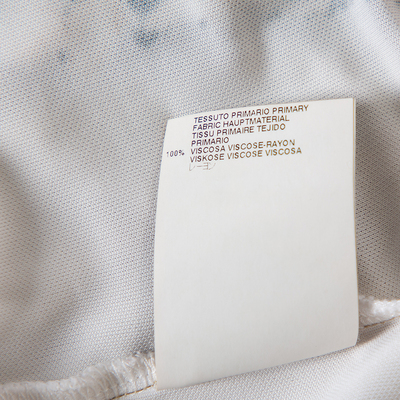 TESSUTO PRIMARIO PRIMARY
FABRIC HAUPTMATERIAL
TISSU PRIMAIRE TEJIDO
PRIMARIO
100% VISCOSA VISCOSE-RAYON
VISKOSE VISCOSE VISCOSA